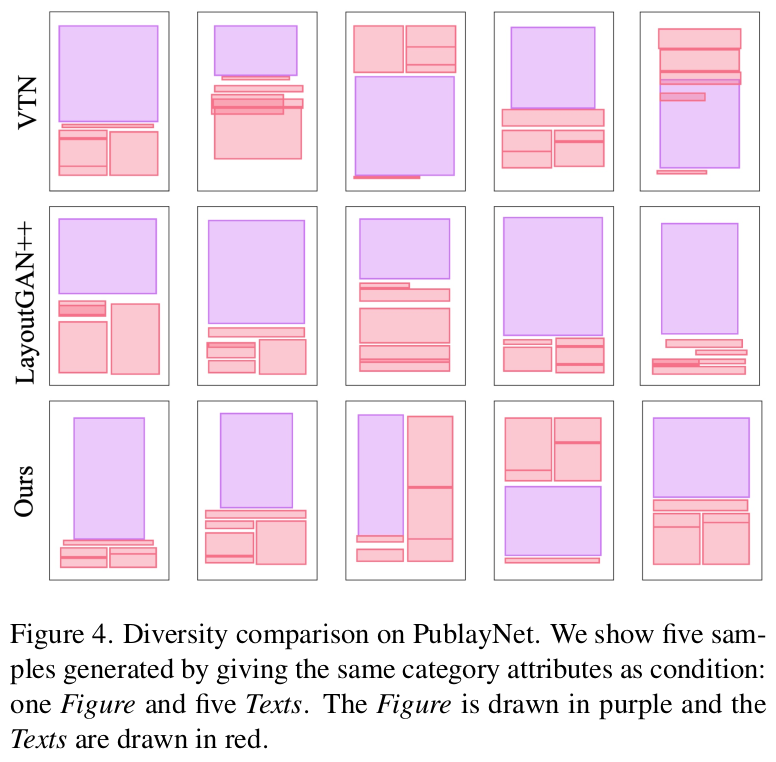 VTN
LayoutGAN++
Ours
Figure 4. Diversity comparison on PublayNet. We show five sam-
ples generated by giving the same category attributes as condition:
one Figure and five Texts. The Figure is drawn in purple and the
Texts are drawn in red.